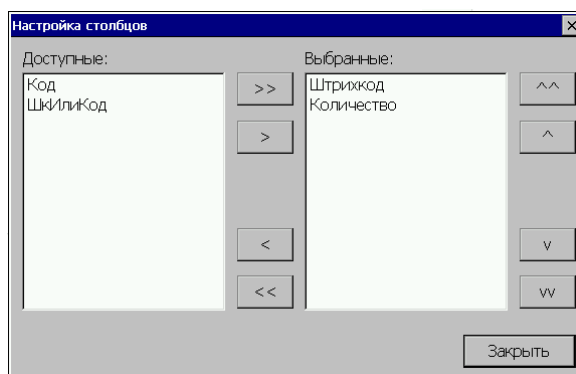 Настройка столбцов ×
Доступные: Выбранные:
Код
ШкИлиКод
>>
>
<
<<
Штрихкод
Количество
^^
^
v
vv
Закрыть